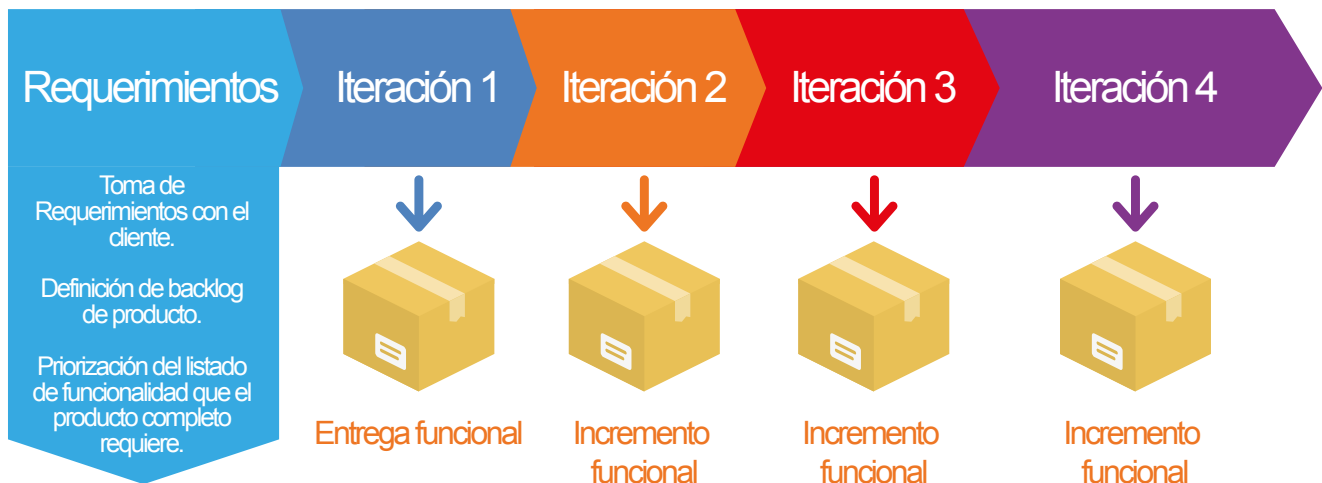 Requerimientos
Iteración 1
Iteración 2
Iteración 3
Iteración 4
Toma de
Requerimientos con el
cliente.
Definición de backlog
de producto.
Priorización del listado
de funcionalidad que el
producto completo
requiere.
Entrega funcional
Incremento
funcional
Incremento
funcional
Incremento
funcional